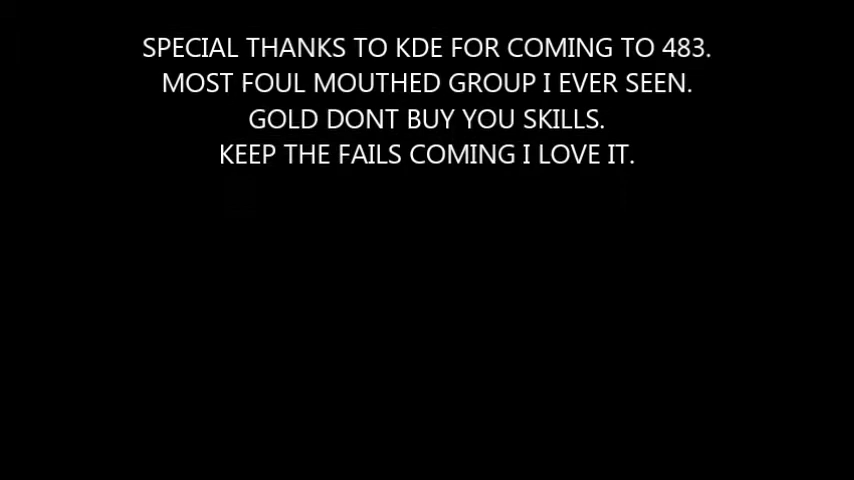 SPECIAL THANKS TO KDE FOR COMING TO 483.
MOST FOUL MOUTHED GROUP I EVER SEEN.
GOLD DONT BUY YOU SKILLS.
KEEP THE FAILS COMING I LOVE IT.